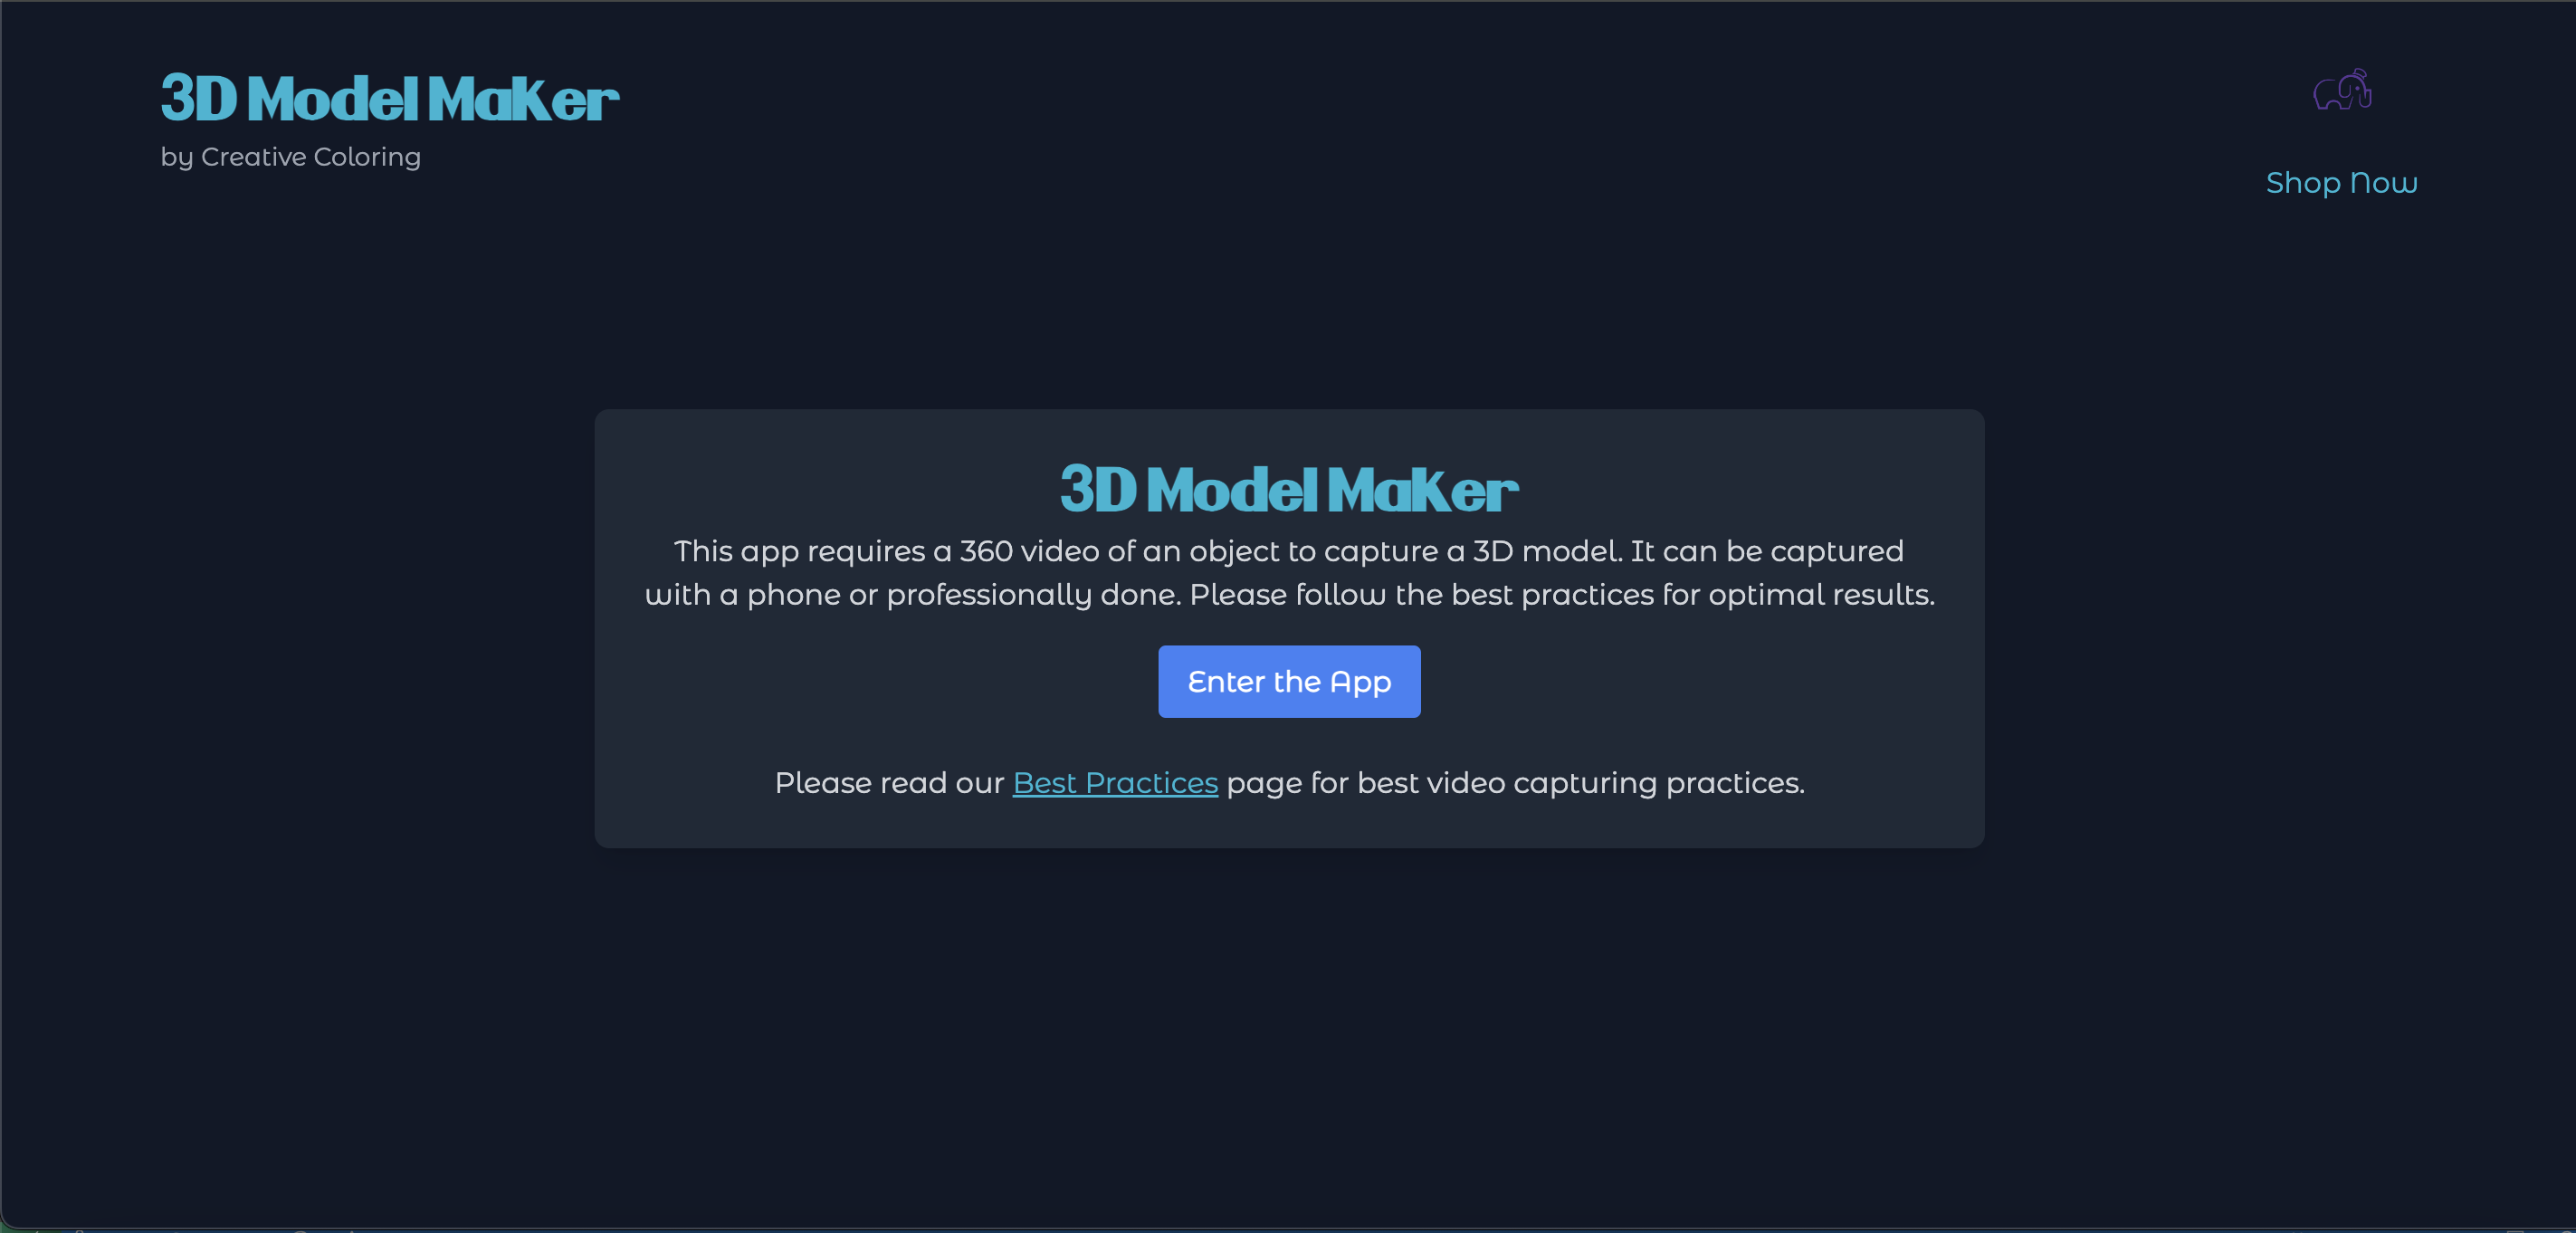 3D Model Maker
by Creative Coloring
Shop Now
3D Model Maker
This app requires a 360 video of an object to capture a 3D model. It can be captured
with a phone or professionally done. Please follow the best practices for optimal results.
Enter the App
Please read our Best Practices page for best video capturing practices.